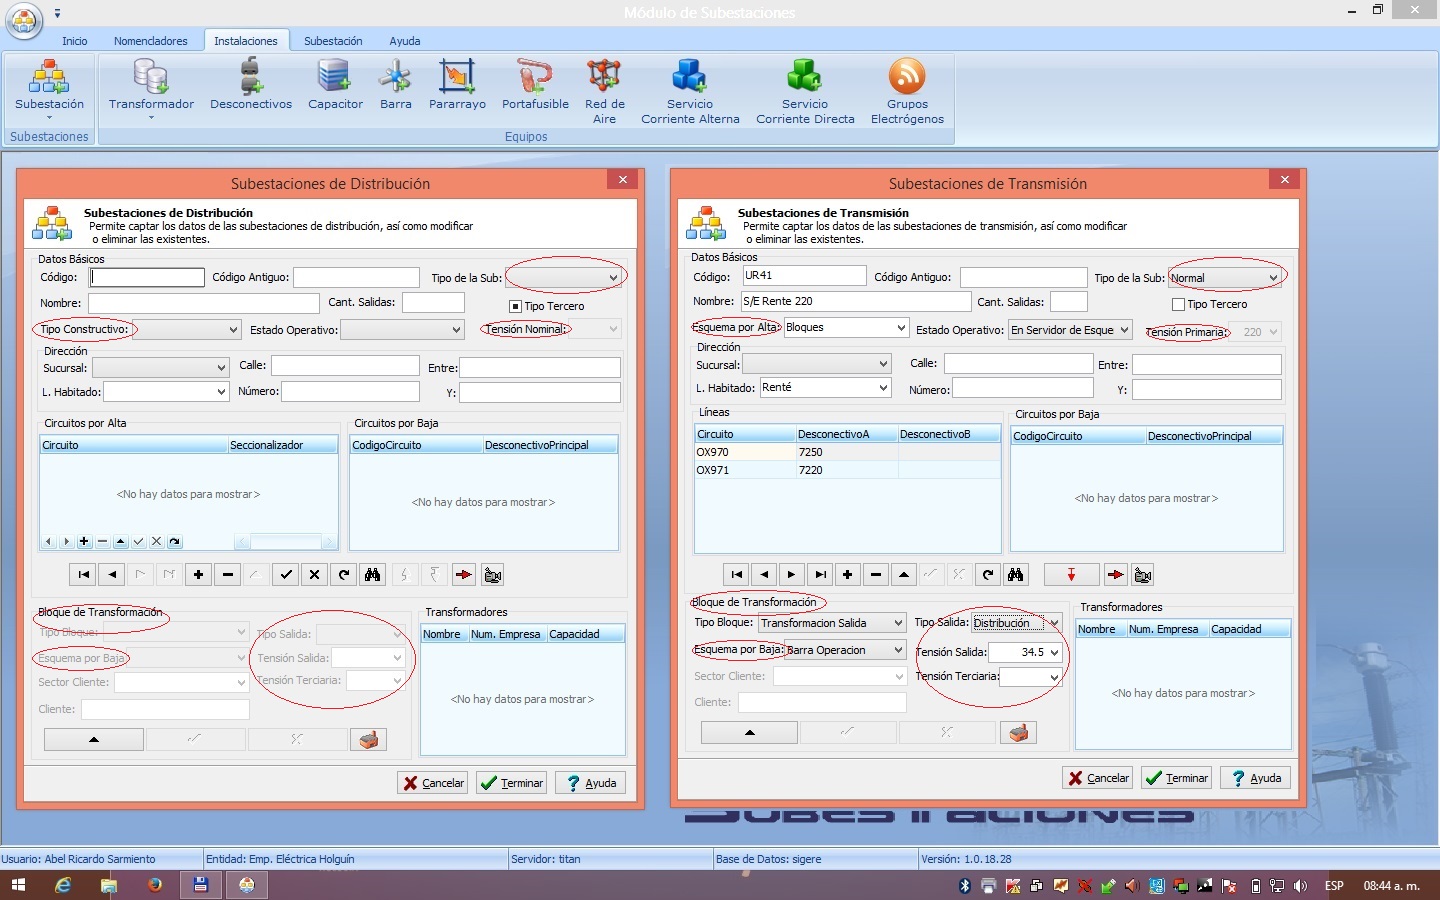 Módulo de Subestaciones
Inicio Nomencladores Instalaciones Subestación Ayuda
Subestación Transformador Desconectivos Capacitor Barra Pararrayo Portafusible Red de Aire Servicio Corriente Alterna Servicio Corriente Directa Grupos Electrógenos
Subestaciones Equipos
Subestaciones de Distribución
Subestaciones de Distribución
Permite captar los datos de las subestaciones de distribución, así como modificar
o eliminar las existentes.
Datos Básicos
Código: Código Antiguo: Tipo de la Sub:
Nombre: Cant. Salidas: Tipo Tercero
Tipo Constructivo: Estado Operativo: Tensión Nominal:
Dirección
Sucursal: Calle: Entre:
L. Habitado: Número: Y:
Circuitos por Alta Circuitos por Baja
Circuito Seccionalizador CodigoCircuito DesconectivoPrincipal
<No hay datos para mostrar> <No hay datos para mostrar>
Bloque de Transformación Transformadores
Tipo Bloque: Tipo Salida: Nombre Num. Empresa Capacidad
Esquema por Baja Tensión Salida:
Sector Cliente: Tensión Terciaria:
<No hay datos para mostrar>
Cliente:
Cancelar Terminar Ayuda
Subestaciones de Transmisión
Subestaciones de Transmisión
Permite captar los datos de las subestaciones de transmisión, así como modificar
o eliminar las existentes.
Datos Básicos
Código: UR41 Código Antiguo: Tipo de la Sub: Normal
Nombre: S/E Rente 220 Cant. Salidas: Tipo Tercero
Esquema por Alta: Bloques Estado Operativo: En Servidor de Esque Tensión Primaria: 220
Dirección
Sucursal: Calle: Entre:
L. Habitado: Renté Número: Y:
Líneas Circuitos por Baja
Circuito DesconectivoA DesconectivoB CodigoCircuito DesconectivoPrincipal
OX970 7250
OX971 7220
<No hay datos para mostrar>
Bloque de Transformación Transformadores
Tipo Bloque: Transformacion Salida Tipo Salida: Distribución Nombre Num. Empresa Capacidad
Esquema por Baja: Barra Operacion Tensión Salida: 34.5
Sector Cliente: Tensión Terciaria:
<No hay datos para mostrar>
Cliente:
Cancelar Terminar Ayuda
SUBESTACIONES
Usuario: Abel Ricardo Sarmiento Entidad: Emp. Eléctrica Holguín Servidor: titan Base de Datos: sigere Versión: 1.0.18.28
ESP 08:44 a. m.